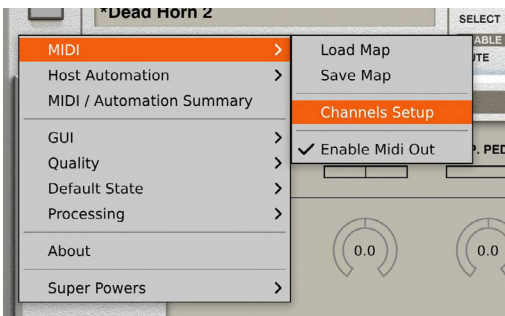 *Dead Horn 2
SELECT
MIDI
Host Automation
MIDI / Automation Summary
GUI
Quality
Default State
Processing
About
Super Powers
Load Map
Save Map
Channels Setup
✓ Enable Midi Out
0.0
0.0